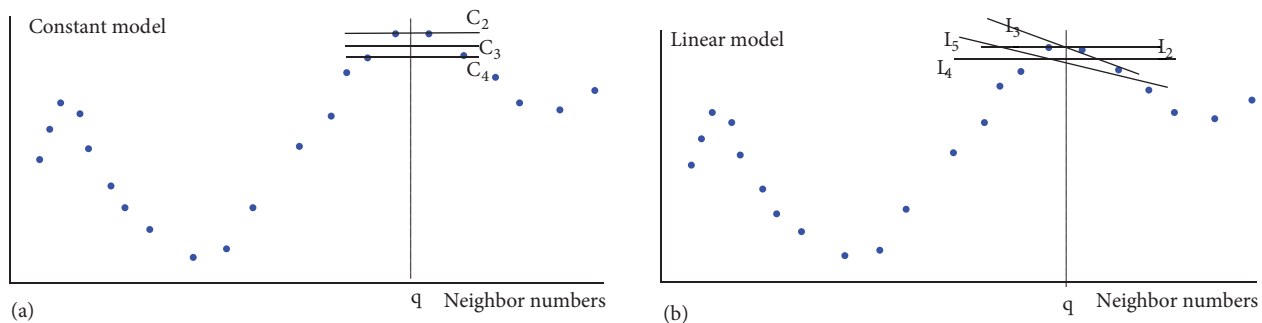 Constant model
C2
C3
C4
q
Neighbor numbers
(a)
Linear model
I3
I5
I2
I4
q
Neighbor numbers
(b)